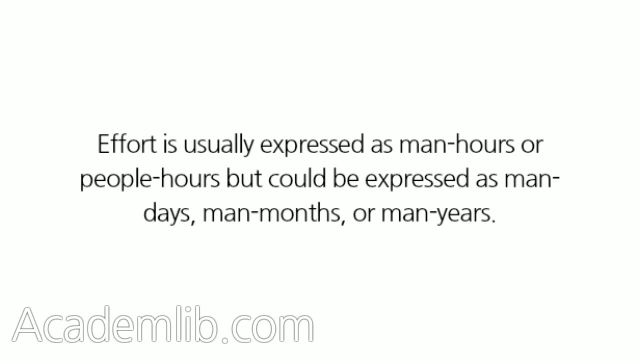 Effort is usually expressed as man-hours or
people-hours but could be expressed as man-
days, man-months, or man-years.
Academlib.com